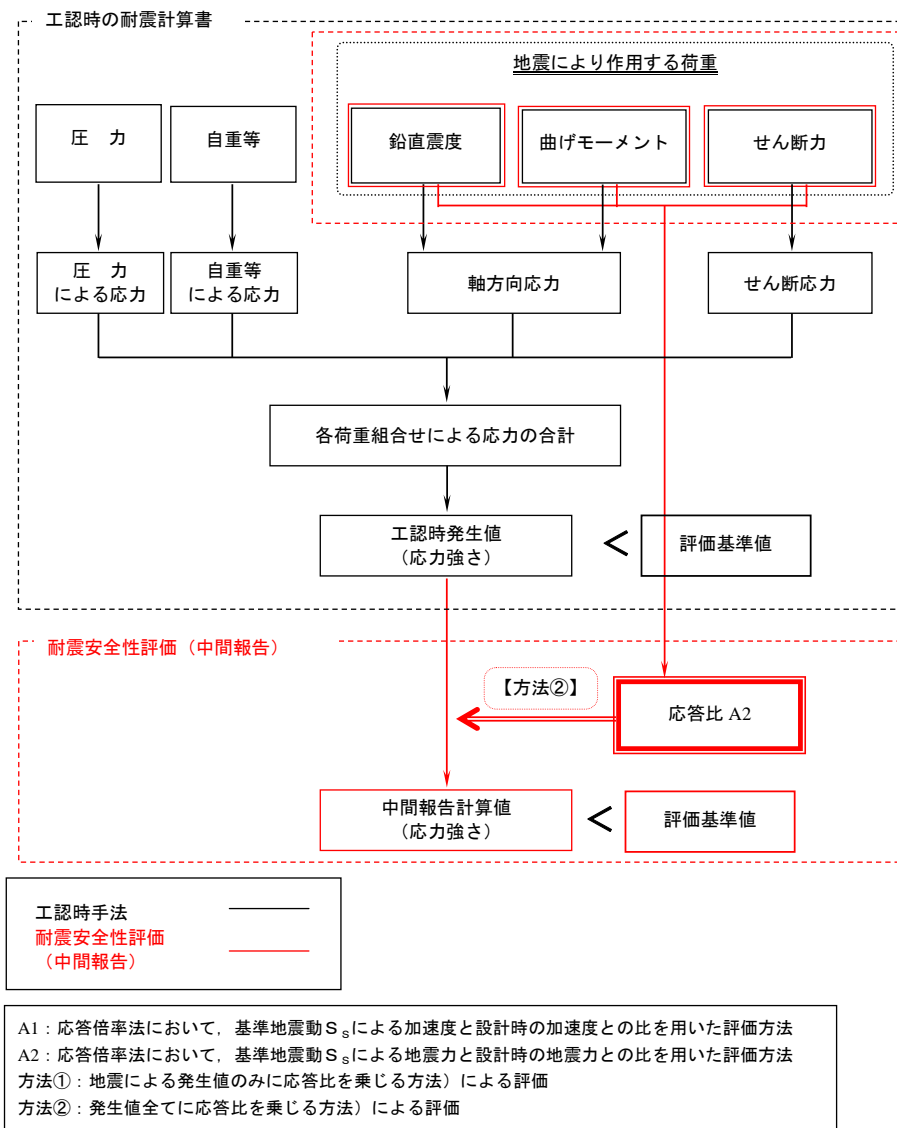 工認時の耐震計算書
地震により作用する荷重
圧 力
自重等
鉛直震度
曲げモーメント
せん断力
圧 力
による応力
自重等
による応力
軸方向応力
せん断応力
各荷重組合せによる応力の合計
工認時発生値
(応力強さ)
<
評価基準値
耐震安全性評価(中間報告)
【方法②】
応答比 A2
中間報告計算値
(応力強さ)
<
評価基準値
工認時手法
耐震安全性評価
(中間報告)
A1:応答倍率法において,基準地震動Ssによる加速度と設計時の加速度との比を用いた評価方法
A2:応答倍率法において,基準地震動Ssによる地震力と設計時の地震力との比を用いた評価方法
方法①:地震による発生値のみに応答比を乗じる方法)による評価
方法②:発生値全てに応答比を乗じる方法)による評価